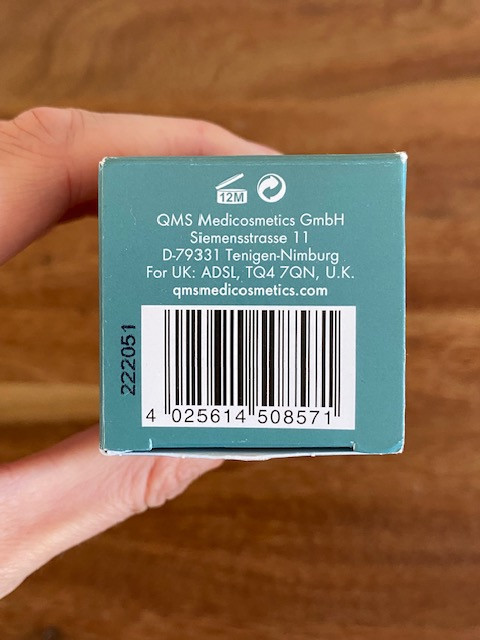 12M
QMS Medicosmetics GmbH
Siemensstrasse 11
D-79331 Tenigen-Nimburg
For UK: ADSL, TQ4 7QN, U.K.
qmsmedicosmetics.com
222051
4 025614 508571